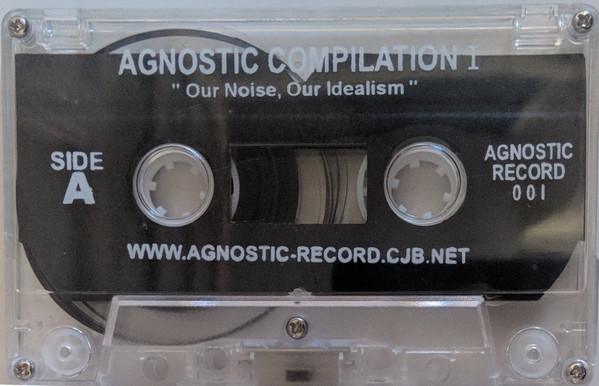 AGNOSTIC COMPILATION I
" Our Noise, Our Idealism "
SIDE
A
AGNOSTIC
RECORD
001
WWW.AGNOSTIC-RECORD.CJB.NET